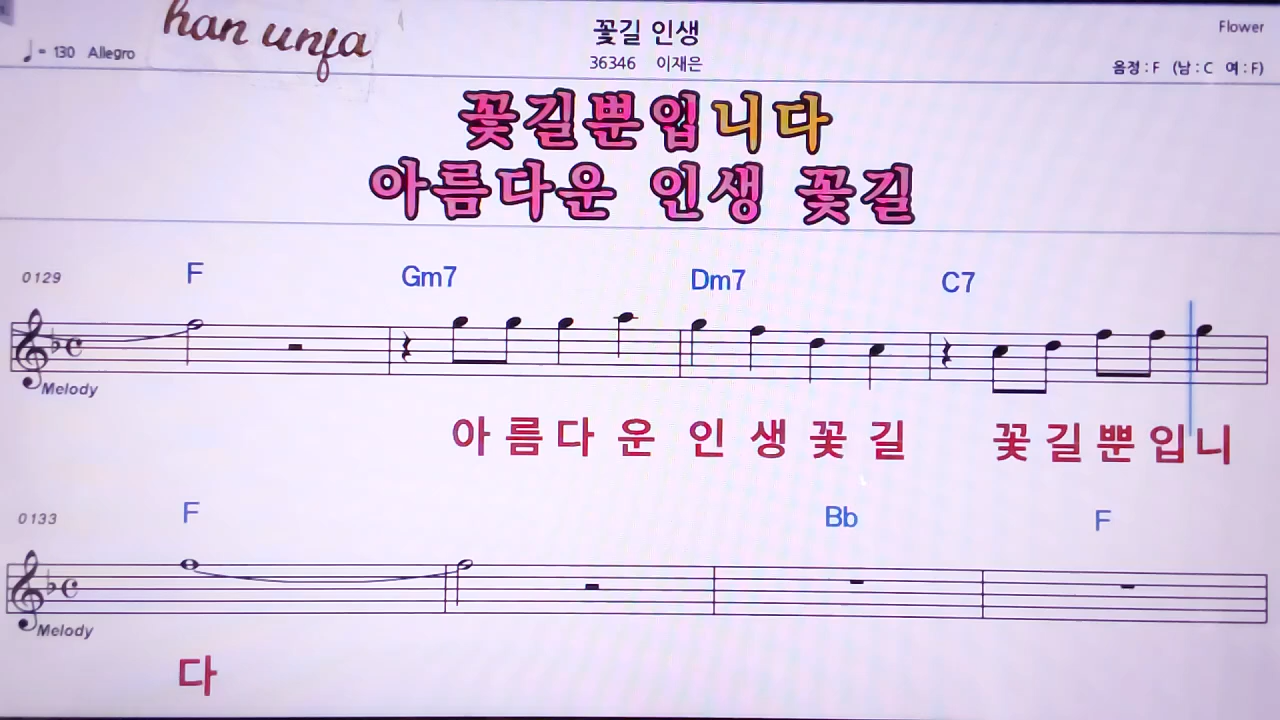 han unja
꽃길 인생
Flower
♩= 130 Allegro
36346 이재은
음정 : F (남 : C 여 : F)
꽃길뿐입니다
아름다운 인생 꽃길
0129 F Gm7 Dm7 C7
Melody
아 름 다 운 인 생 꽃 길 꽃 길 뿐 입 니
0133 F Bb F
Melody
다